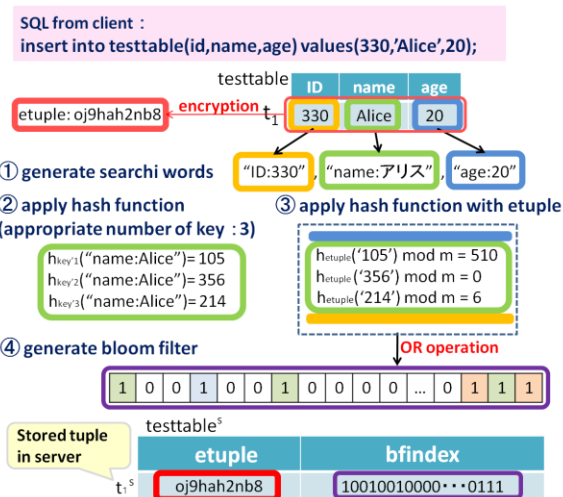 SQL from client：
insert into testtable(id,name,age) values(330,'Alice',20);
testtable
ID name age
etuple: oj9hah2nb8 encryption t1 330 Alice 20
① generate searchi words "ID:330" , "name:アリス" , "age:20"
② apply hash function
(appropriate number of key：3)
③ apply hash function with etuple
hkey'1("name:Alice")= 105
hkey'2("name:Alice")= 356
hkey'3("name:Alice")= 214
hetuple('105') mod m = 510
hetuple('356') mod m = 0
hetuple('214') mod m = 6
④ generate bloom filter
OR operation
1 0 0 1 0 0 1 0 0 0 0 ... 0 1 1 1
Stored tuple
in server
testtables
etuple bfindex
t1s oj9hah2nb8 10010010000・・・0111